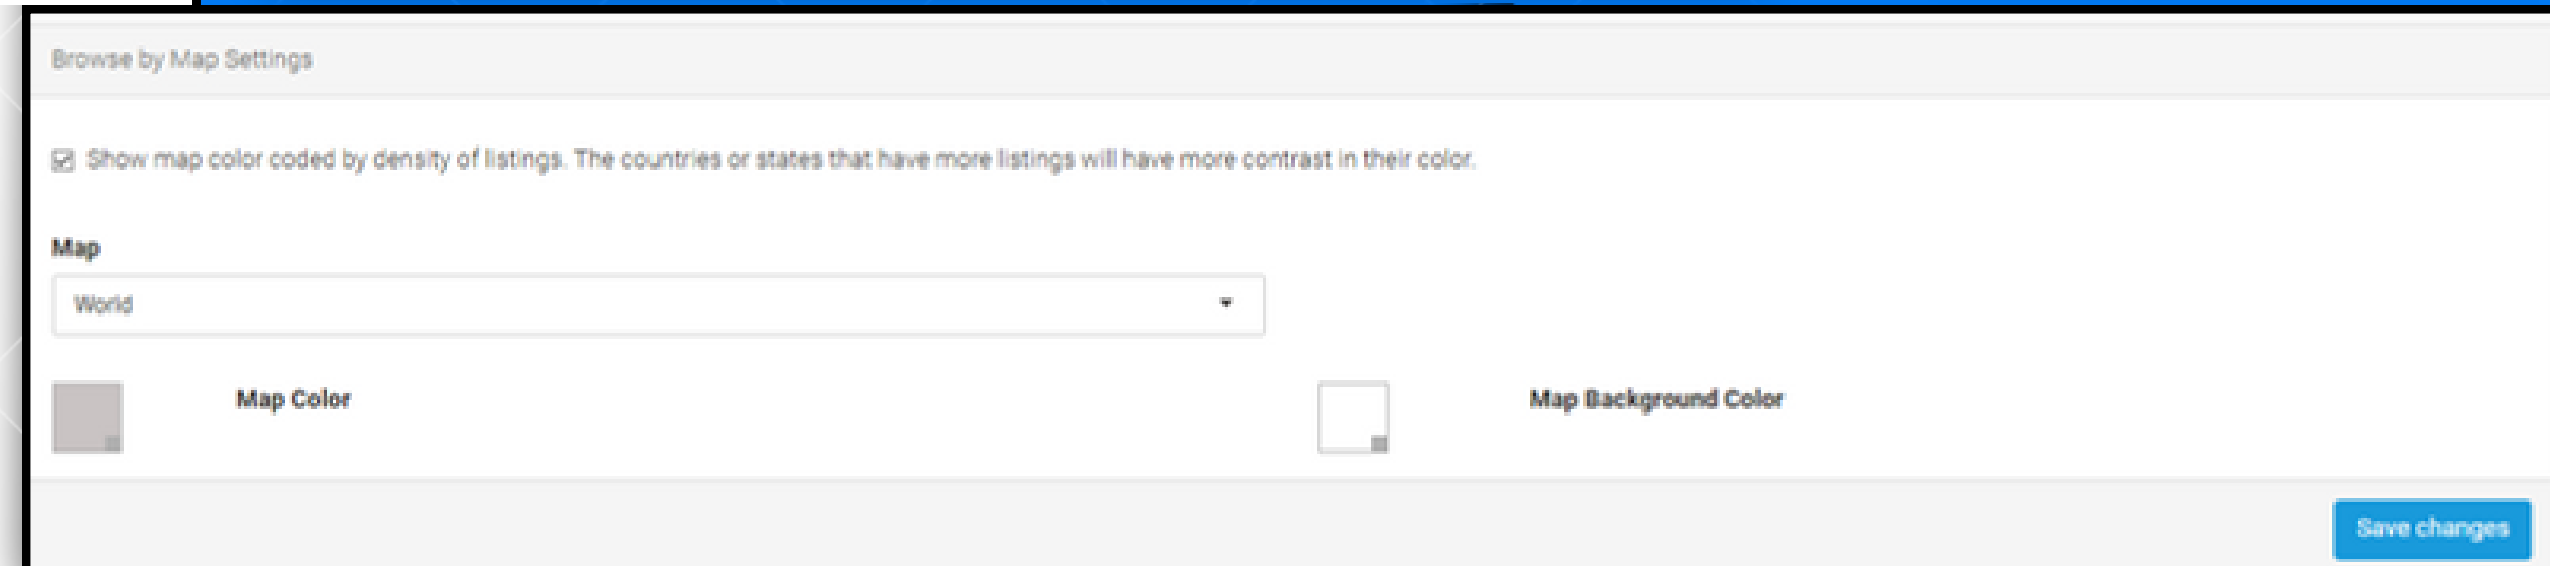 Browse by Map Settings
Show map color coded by density of listings. The countries or states that have more listings will have more contrast in their color.
Map
World
Map Color
Map Background Color
Save changes